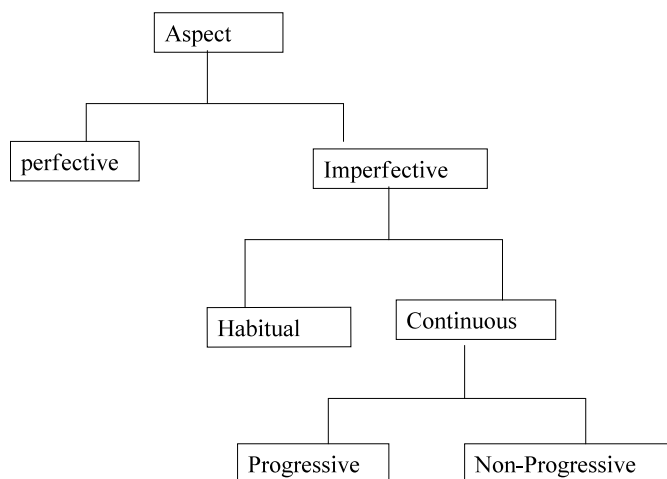 Aspect
perfective
Imperfective
Habitual
Continuous
Progressive
Non-Progressive